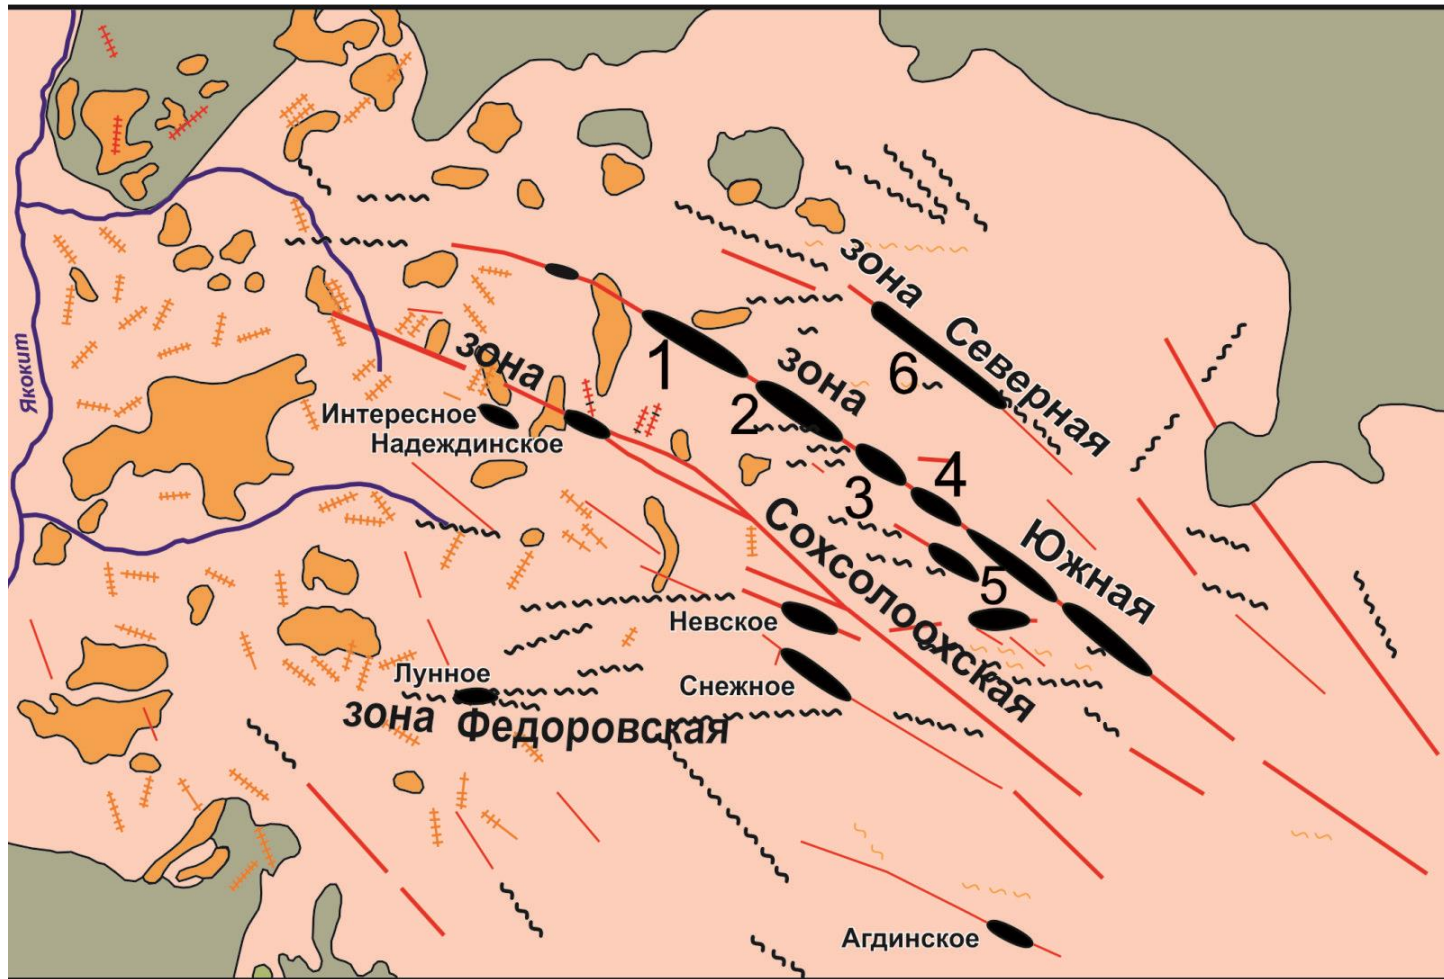 зона Северная
зона Южная
зона Сохсолоохская
зона Федоровская
Якокит
1
2
3
4
5
6
Интересное
Надеждинское
Невское
Снежное
Лунное
Агдинское